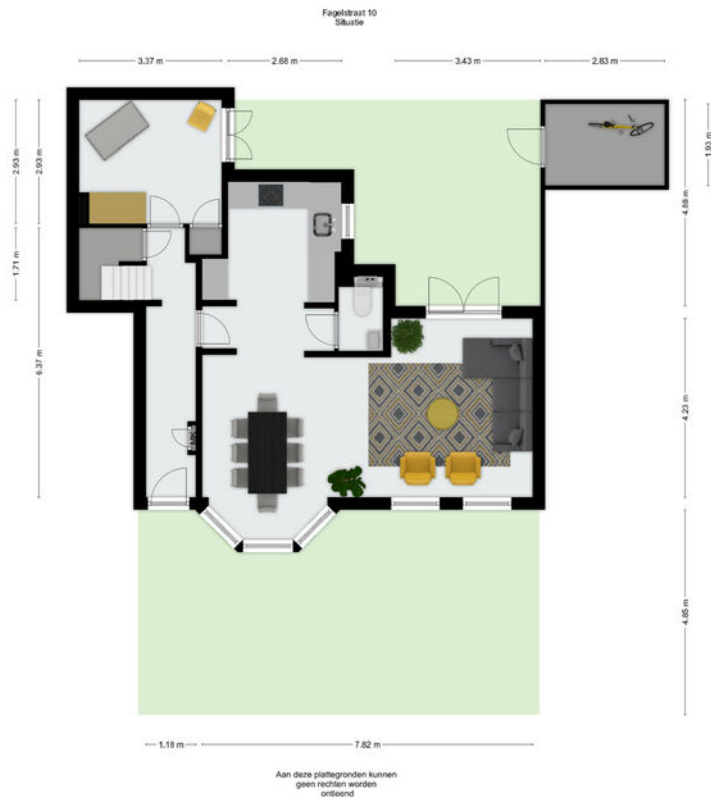 Fagelstraat 10
Situatie
3.37 m
2.68 m
3.43 m
2.83 m
2.93 m
2.93 m
1.93 m
4.88 m
1.71 m
6.37 m
4.23 m
4.85 m
1.18 m
7.82 m
Aan deze plattegronden kunnen
geen rechten worden
ontleend